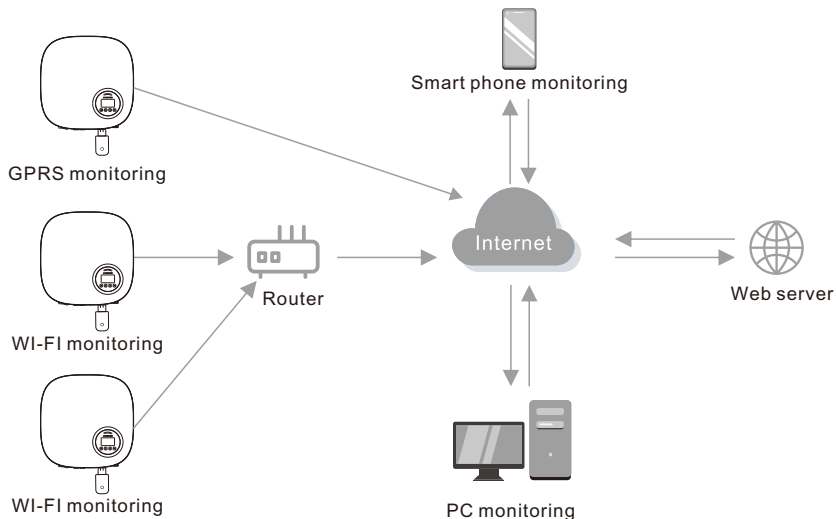 Smart phone monitoring
GPRS monitoring
Internet
Router
Web server
WI-FI monitoring
WI-FI monitoring
PC monitoring